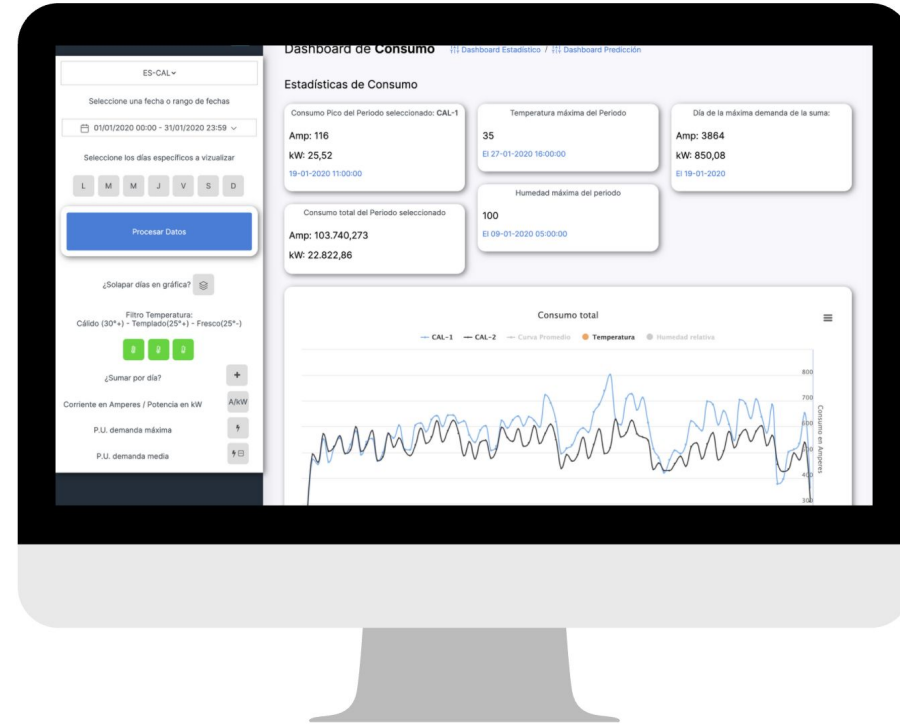 Dashboard de Consumo
Dashboard Estadístico / Dashboard Predicción
ES-CAL
Seleccione una fecha o rango de fechas
01/01/2020 00:00 - 31/01/2020 23:59
Seleccione los días específicos a vizualizar
L M M J V S D
Procesar Datos
¿Solapar días en gráfica?
Filtro Temperatura:
Cálido (30°+) - Templado(25°+) - Fresco(25°-)
¿Sumar por día?
+
Corriente en Amperes / Potencia en kW
A/kW
P.U. demanda máxima
P.U. demanda media
Estadísticas de Consumo
Consumo Pico del Periodo seleccionado: CAL-1
Amp: 116
kW: 25,52
19-01-2020 11:00:00
Consumo total del Periodo seleccionado
Amp: 103.740,273
kW: 22.822,86
Temperatura máxima del Periodo
35
El 27-01-2020 16:00:00
Humedad máxima del periodo
100
El 09-01-2020 05:00:00
Día de la máxima demanda de la suma:
Amp: 3864
kW: 850,08
El 19-01-2020
Consumo total
CAL-1 CAL-2 Curva Promedio Temperatura Humedad relativa
800
700
600
500
400
300
Consumo en Amperes